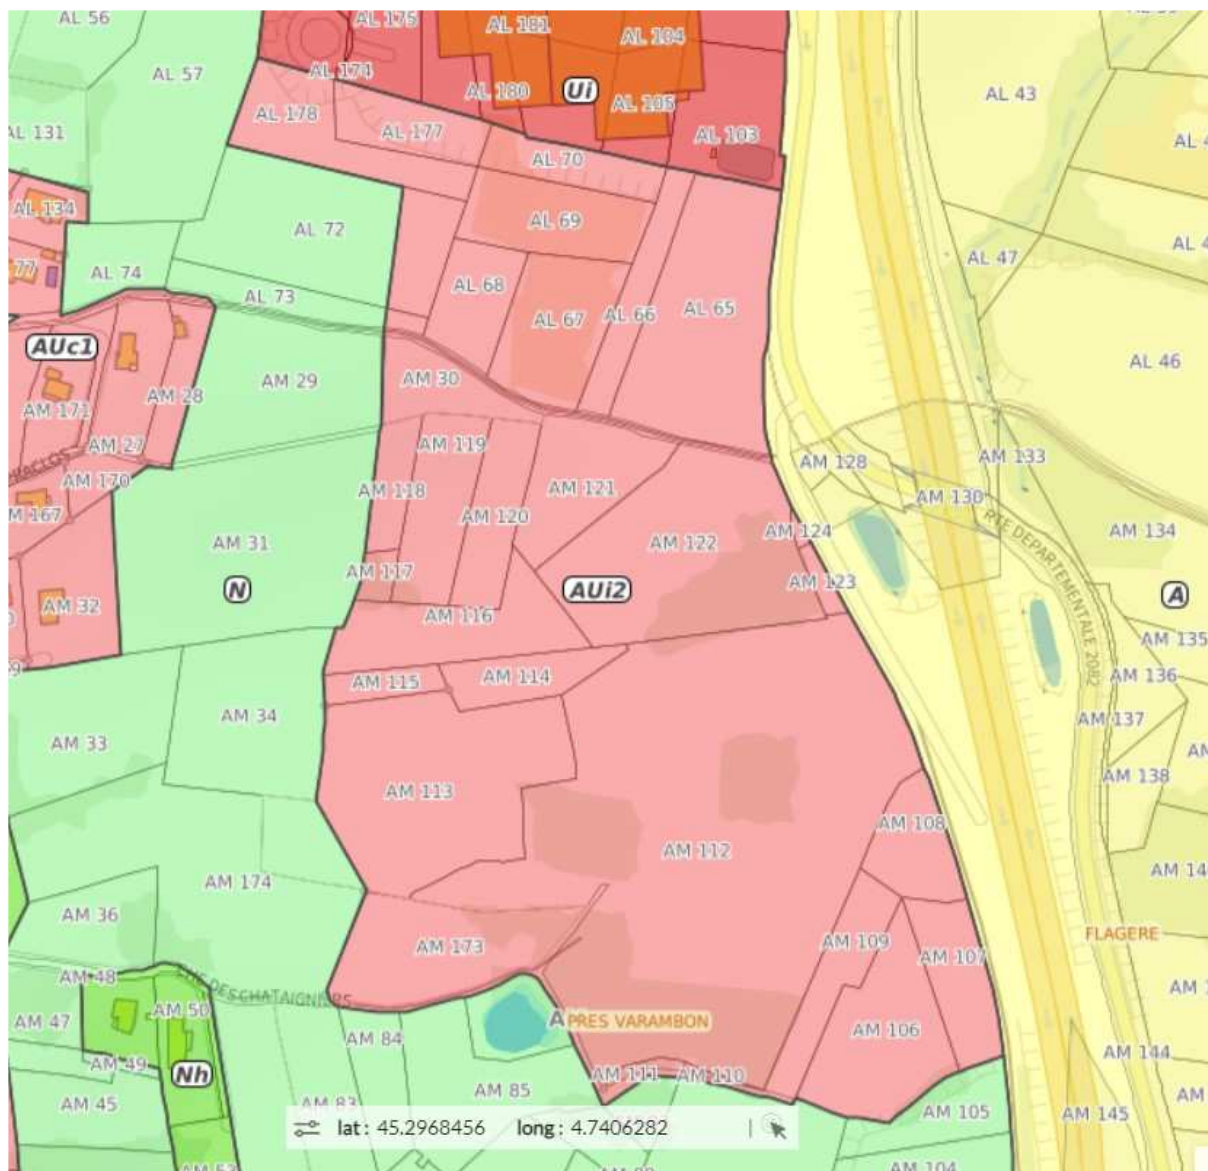 AL 56
AL 175
AL 181
AL 184
AL 57
AL 174
AL 180
Ui
AL 43
AL 178
AL 177
AL 131
AL 103
AL 70
AL 134
AL 69
AL 72
77
AL 74
AL 73
AL 68
AL 67
AL 66
AL 65
AL 47
AUc1
AM 29
AM 30
AL 46
AM 171
AM 28
AM 27
AM 119
AM 128
AM 133
AM 170
AM 118
AM 121
AM 130
AM 167
AM 120
AM 31
AM 122
AM 124
AM 134
RTE DEPARTEMENTALE 2082
AM 117
AM 123
N
AUi2
A
AM 32
AM 116
AM 135
AM 115
AM 114
AM 136
AM 33
AM 34
AM 137
AM 113
AM 138
AM 108
AM 112
AM 174
AM 36
AM 173
AM 109
AM 107
FLAGERE
AM 48
CHE DES CHATAIGNIERS
AM 47
AM 50
AM 84
PRES VARAMBON
AM 106
AM 49
Nh
AM 111
AM 110
AM 144
AM 45
AM 83
AM 85
AM 105
AM 145
lat : 45.2968456 long : 4.7406282
AM 104